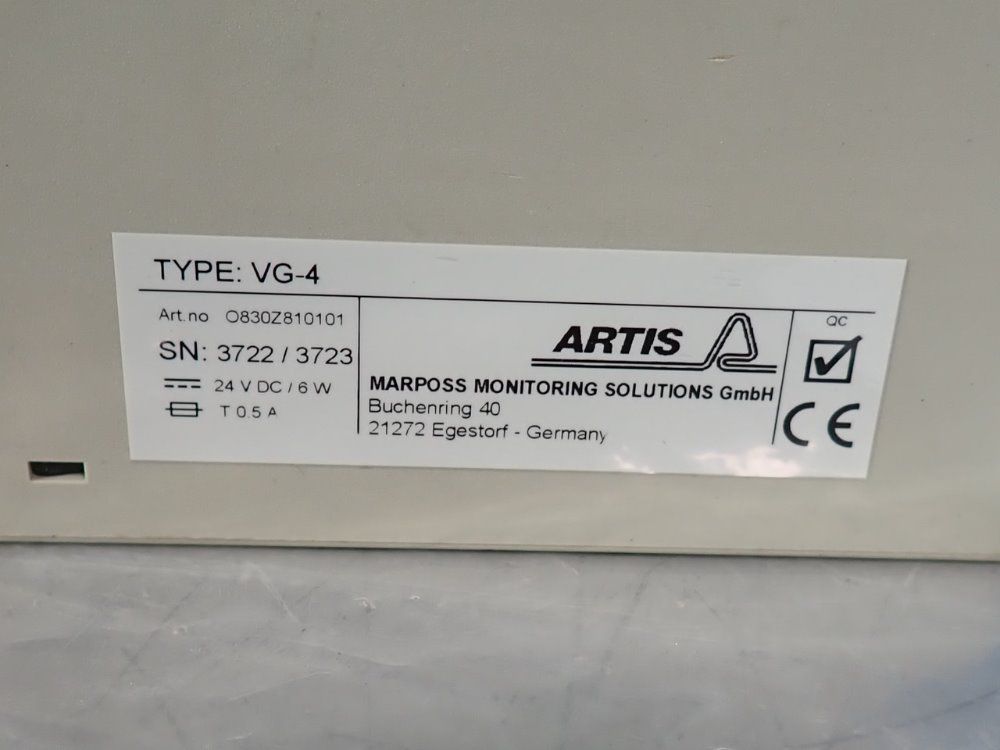 TYPE: VG-4
Art.no O830Z810101
SN: 3722 / 3723
24 V DC / 6 W
T 0.5 A
ARTIS
MARPOSS MONITORING SOLUTIONS GmbH
Buchenring 40
21272 Egestorf - Germany
QC
CE